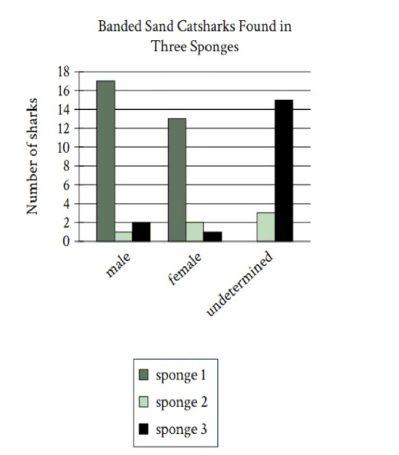 Banded Sand Catsharks Found in
Three Sponges
Number of sharks
18
16
14
12
10
8
6
4
2
0
male
female
undetermined
sponge 1
sponge 2
sponge 3